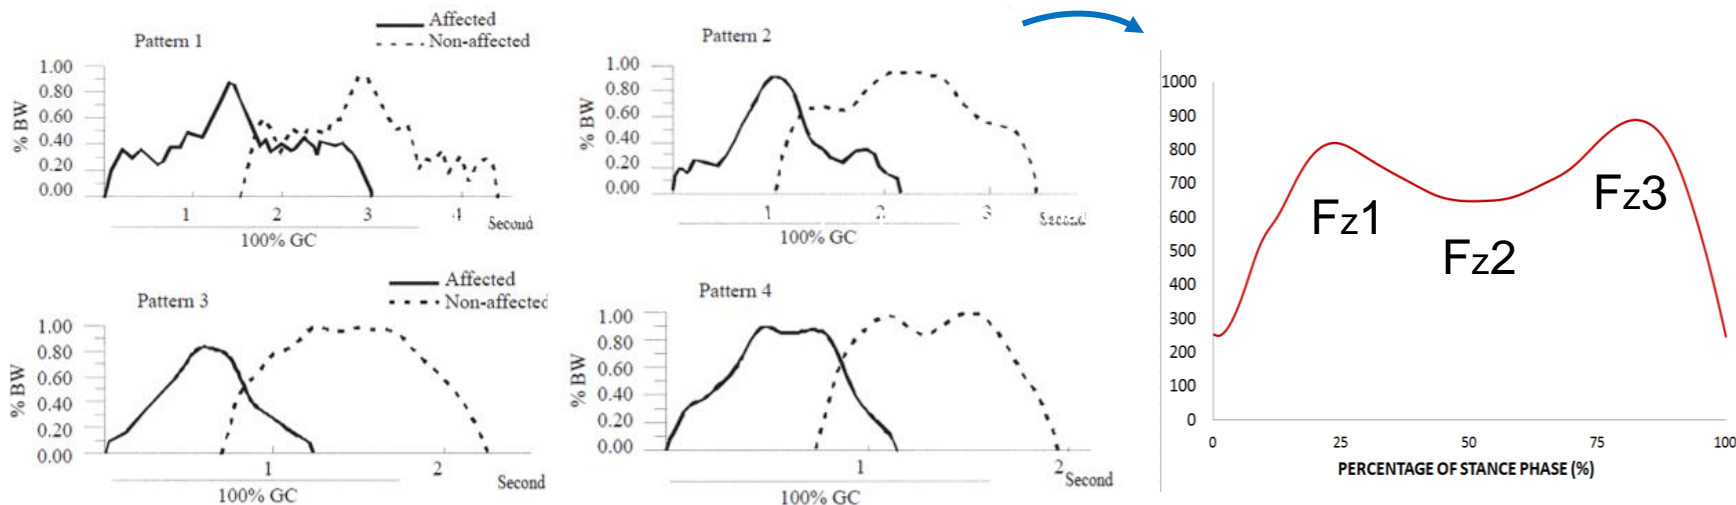 Pattern 1
Affected
Non-affected
% BW
1.00
0.80
0.60
0.40
0.20
0.00
1
2
3
4
Second
100% GC
Pattern 2
% BW
1.00
0.80
0.60
0.40
0.20
0.00
1
2
3
Second
100% GC
Pattern 3
Affected
Non-affected
% BW
1.00
0.80
0.60
0.40
0.20
0.00
1
2
Second
100% GC
Pattern 4
% BW
1.00
0.80
0.60
0.40
0.20
0.00
1
2
Second
100% GC
1000
900
800
700
600
500
400
300
200
100
0
Fz1
Fz2
Fz3
0
25
50
75
100
PERCENTAGE OF STANCE PHASE (%)